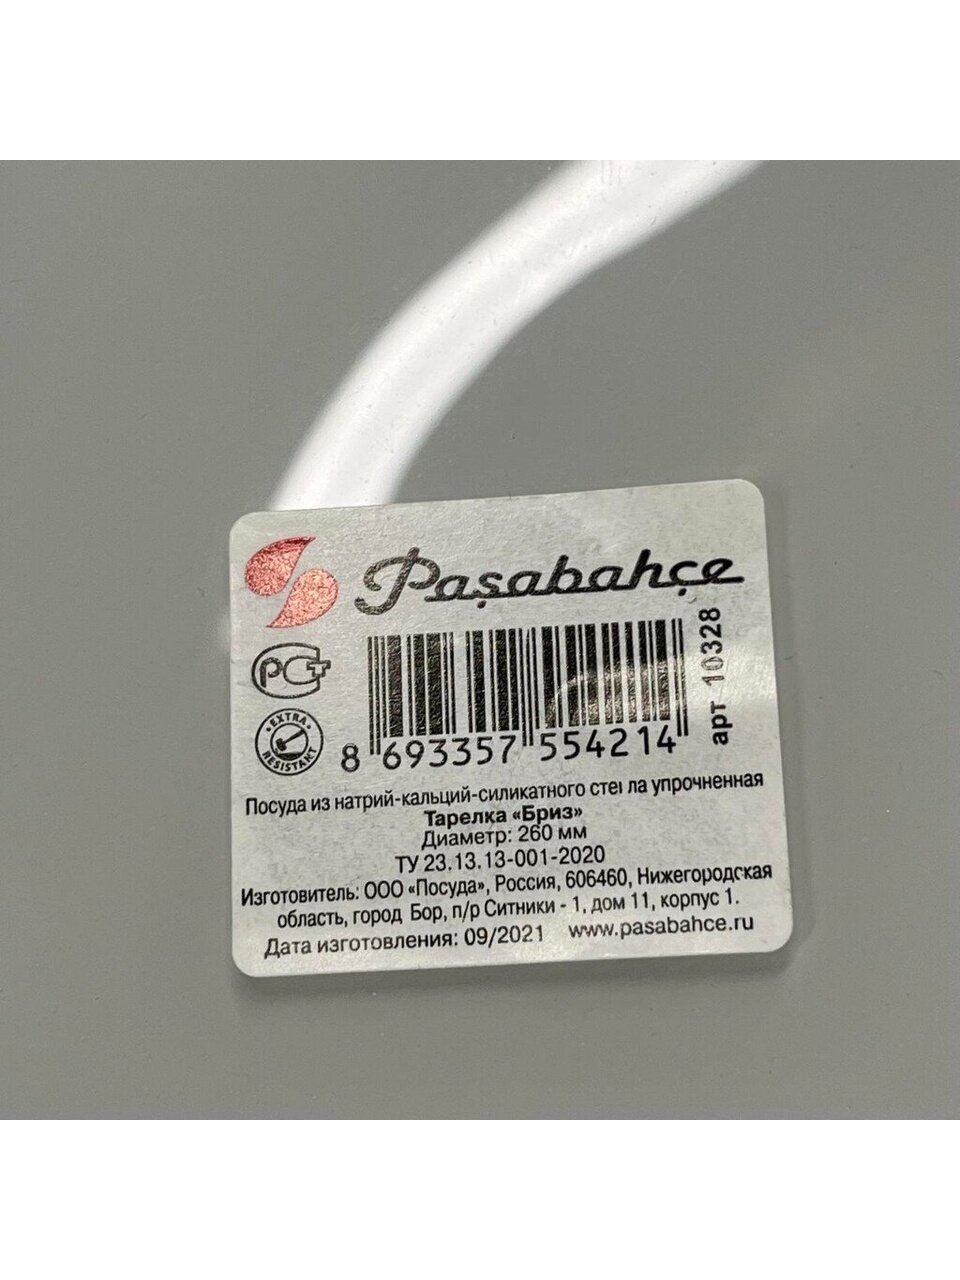 Paşabahçe
арт 10328
РСТ
EXTRA RESISTANT
8 693357 554214
Посуда из натрий-кальций-силикатного стекла упрочненная
Тарелка «Бриз»
Диаметр: 260 мм
ТУ 23.13.13-001-2020
Изготовитель: ООО «Посуда», Россия, 606460, Нижегородская
область, город Бор, п/р Ситники - 1, дом 11, корпус 1.
Дата изготовления: 09/2021 www.pasabahce.ru